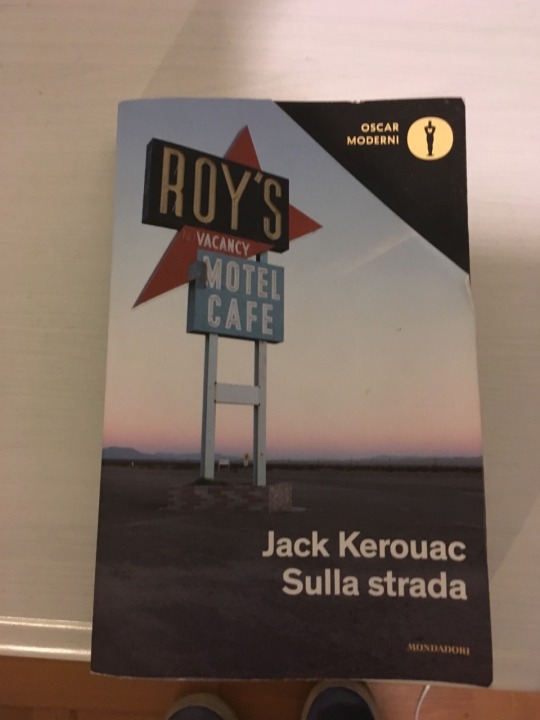 OSCAR
MODERNI
ROY'S
VACANCY
MOTEL
CAFE
Jack Kerouac
Sulla strada
MONDADORI